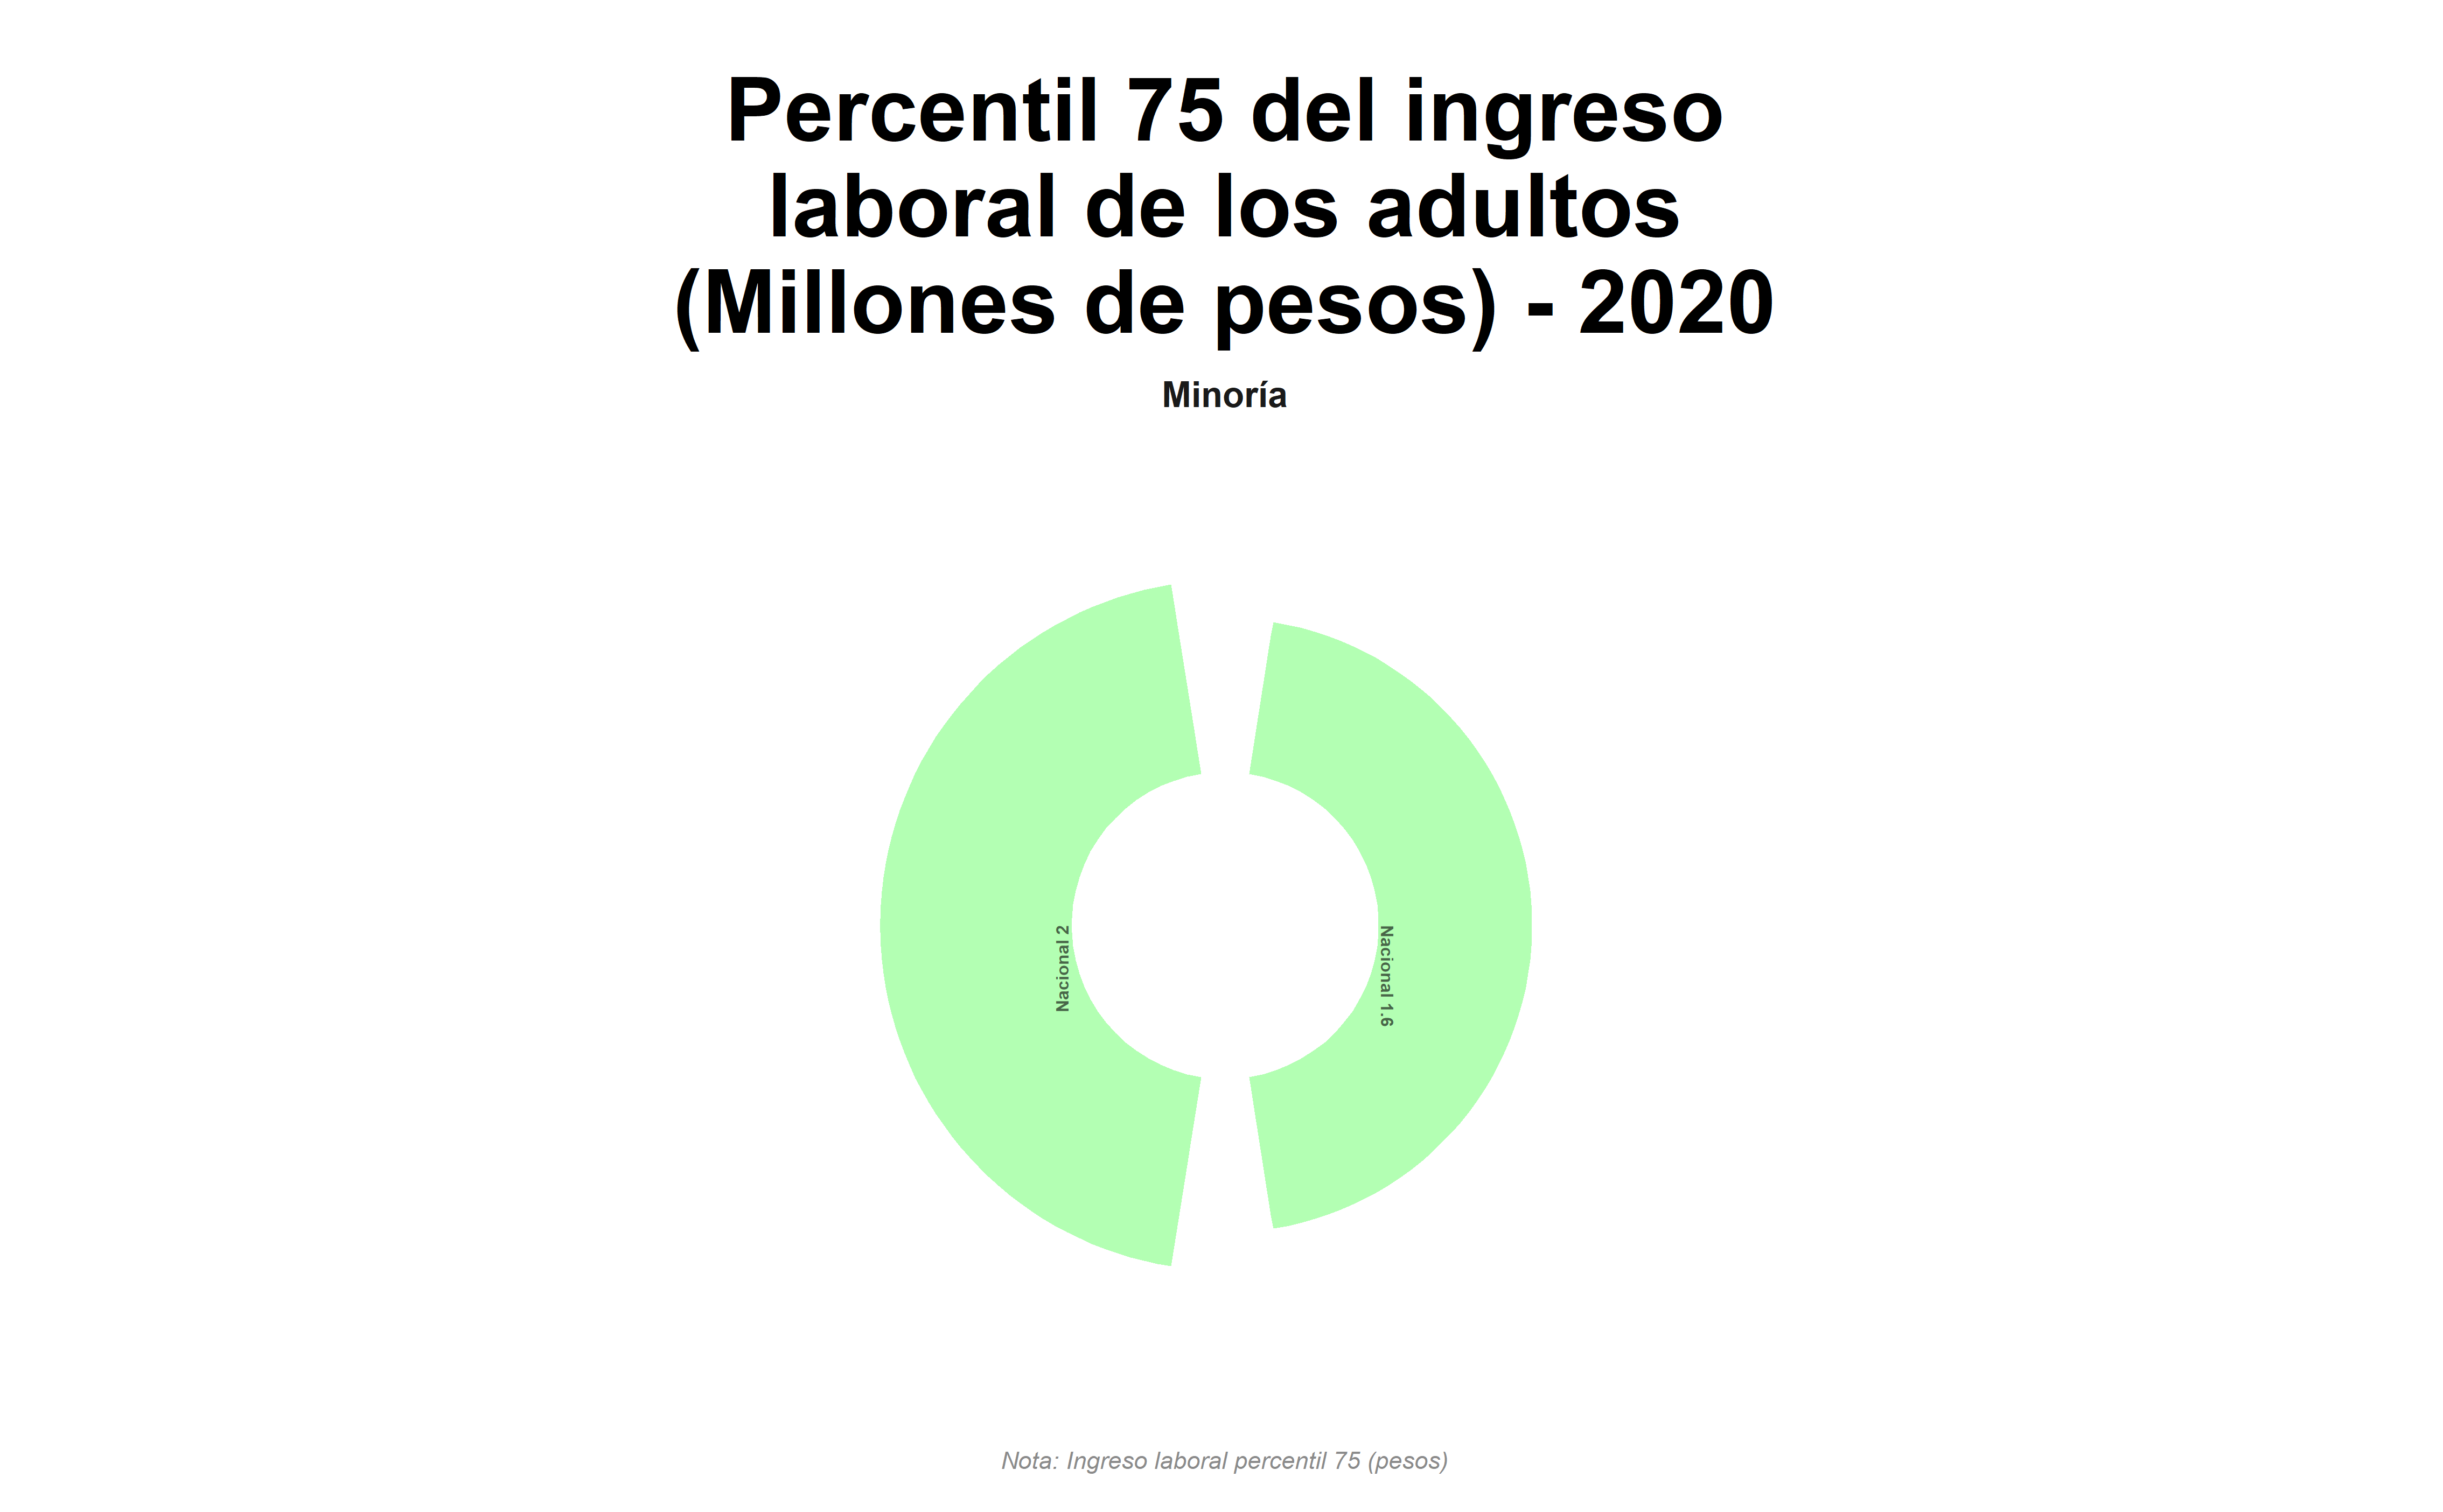 Percentil 75 del ingreso
laboral de los adultos
(Millones de pesos) - 2020
Minoría
Nacional 2
Nacional 1.6
Nota: Ingreso laboral percentil 75 (pesos)